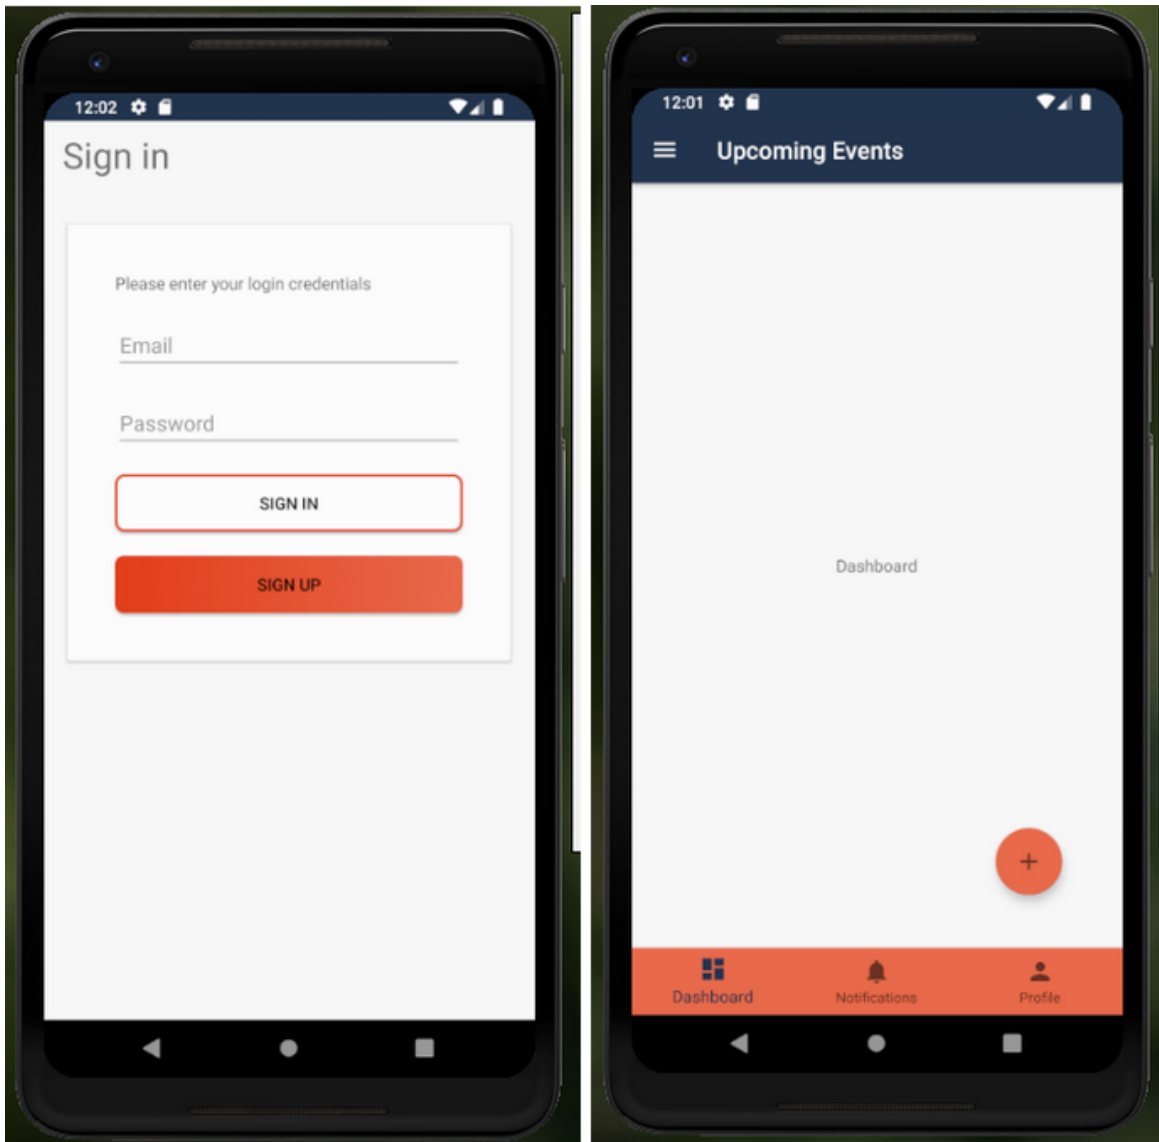 12:02
Sign in
Please enter your login credentials
Email
Password
SIGN IN
SIGN UP
12:01
Upcoming Events
Dashboard
+
Dashboard Notifications Profile